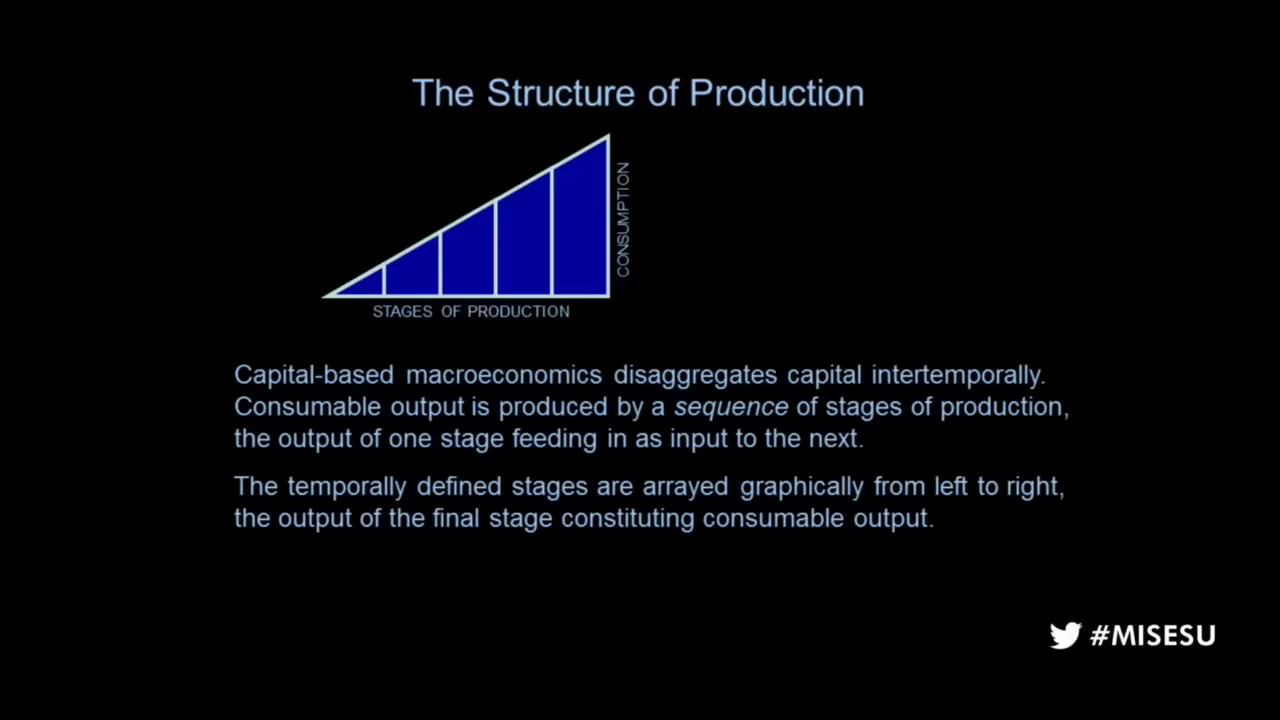 The Structure of Production
CONSUMPTION
STAGES OF PRODUCTION
Capital-based macroeconomics disaggregates capital intertemporally.
Consumable output is produced by a sequence of stages of production,
the output of one stage feeding in as input to the next.
The temporally defined stages are arrayed graphically from left to right,
the output of the final stage constituting consumable output.
#MISESU